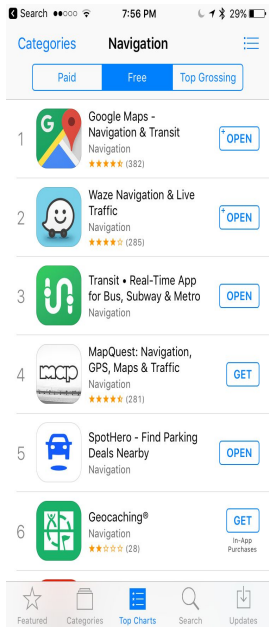 Search 7:56 PM 29%
Categories Navigation
Paid Free Top Grossing
1
G
Google Maps -
Navigation & Transit
Navigation
(382)
+OPEN
2
Waze Navigation & Live
Traffic
Navigation
(285)
+OPEN
3
Transit • Real-Time App
for Bus, Subway & Metro
Navigation
OPEN
4
map
MapQuest: Navigation,
GPS, Maps & Traffic
Navigation
(281)
GET
5
SpotHero - Find Parking
Deals Nearby
Navigation
OPEN
6
Geocaching®
Navigation
(28)
GET
In-App
Purchases
Featured Categories Top Charts Search Updates